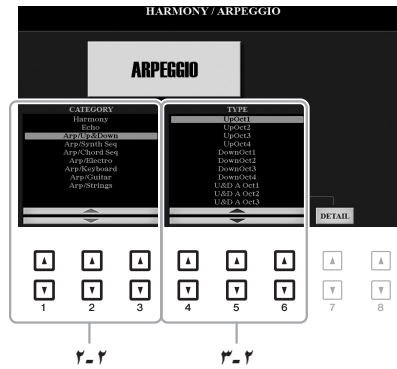 HARMONY / ARPEGGIO
ARPEGGIO
CATEGORY
Harmony
Echo
Arp/Up&Down
Arp/Synth Seq
Arp/Chord Seq
Arp/Electro
Arp/Keyboard
Arp/Guitar
Arp/Strings
TYPE
UpOct1
UpOct2
UpOct3
UpOct4
DownOct1
DownOct2
DownOct3
DownOct4
U&D A Oct1
U&D A Oct2
U&D A Oct3
DETAIL
1 2 3 4 5 6 7 8
۲-۲ ۳-۲